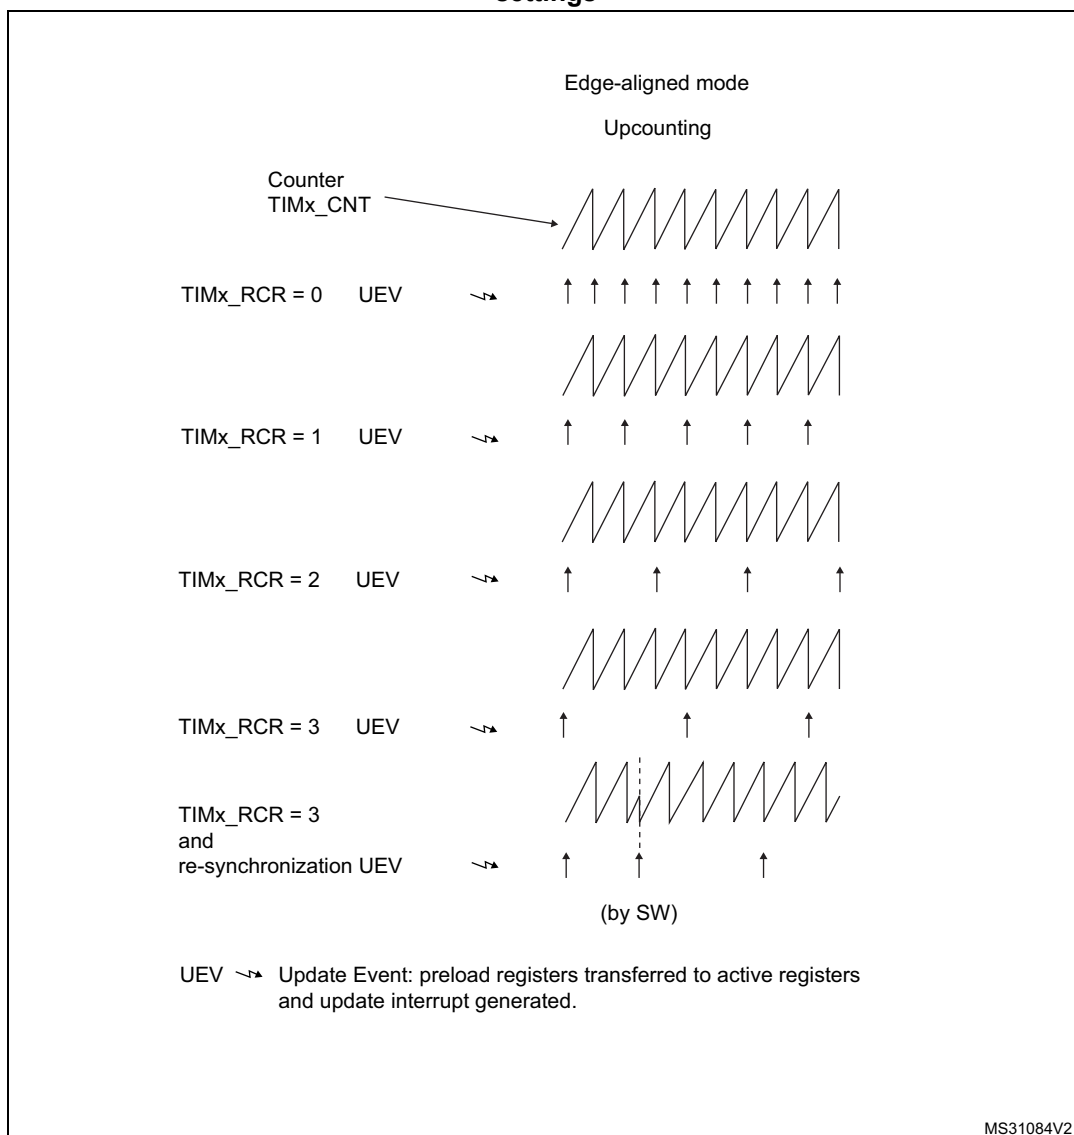 settings
Edge-aligned mode
Upcounting
Counter
TIMx_CNT
TIMx_RCR = 0 UEV
TIMx_RCR = 1 UEV
TIMx_RCR = 2 UEV
TIMx_RCR = 3 UEV
TIMx_RCR = 3
and
re-synchronization UEV
(by SW)
UEV Update Event: preload registers transferred to active registers
and update interrupt generated.
MS31084V2